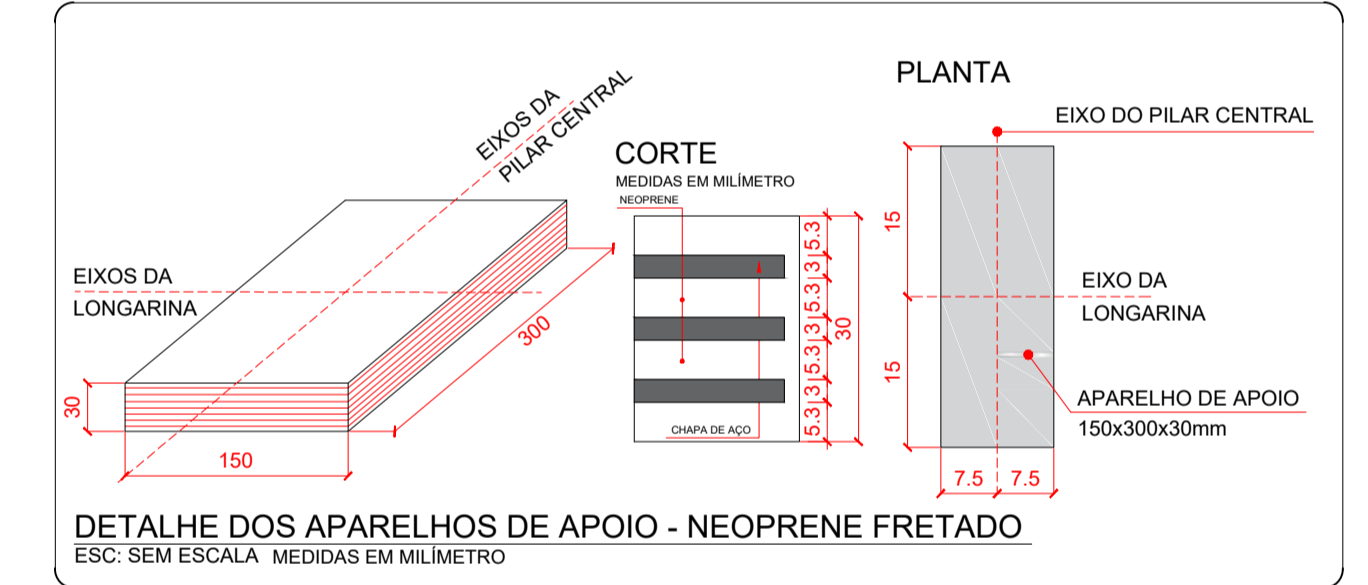 EIXOS DA
PILAR CENTRAL
EIXOS DA
LONGARINA
30
150
300
CORTE
MEDIDAS EM MILÍMETRO
NEOPRENE
CHAPA DE AÇO
5.3
3
5.3
3
5.3
3
5.3
30
PLANTA
EIXO DO PILAR CENTRAL
15
15
EIXO DA
LONGARINA
APARELHO DE APOIO
150x300x30mm
7.5 7.5
DETALHE DOS APARELHOS DE APOIO - NEOPRENE FRETADO
ESC: SEM ESCALA MEDIDAS EM MILÍMETRO